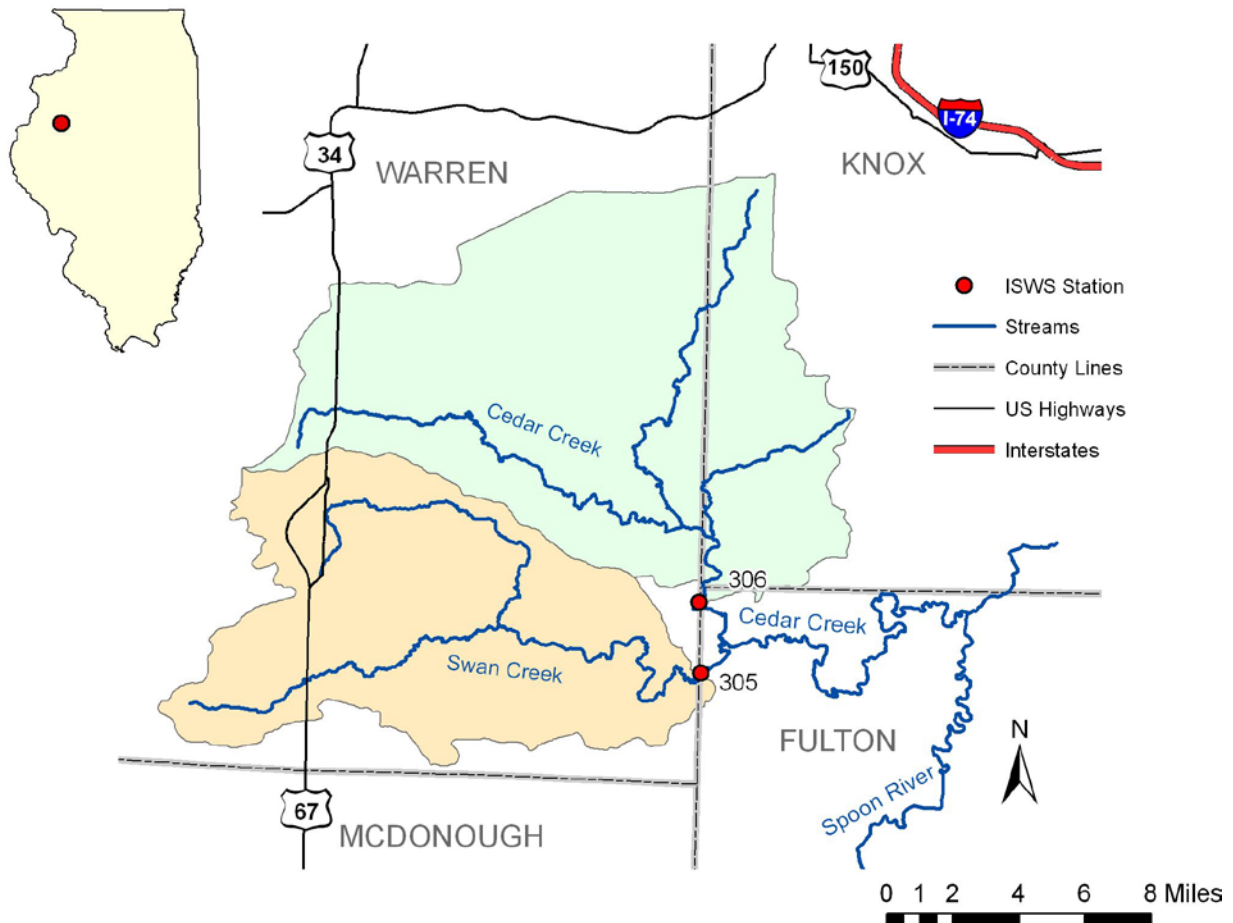 150
I-74
34
WARREN
KNOX
ISWS Station
Streams
County Lines
US Highways
Interstates
Cedar Creek
306
Cedar Creek
Swan Creek
305
FULTON
N
Spoon River
67
MCDONOUGH
0 1 2 4 6 8 Miles